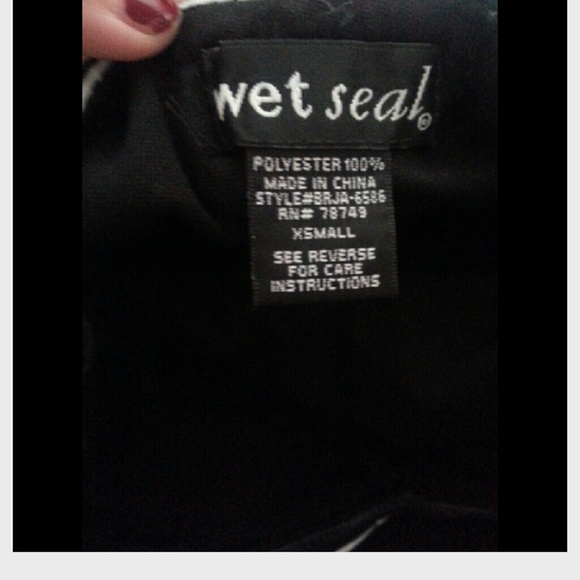 wet seal®
POLYESTER 100%
MADE IN CHINA
STYLE#BRJA-6586
RN# 78749
XSMALL
SEE REVERSE
FOR CARE
INSTRUCTIONS